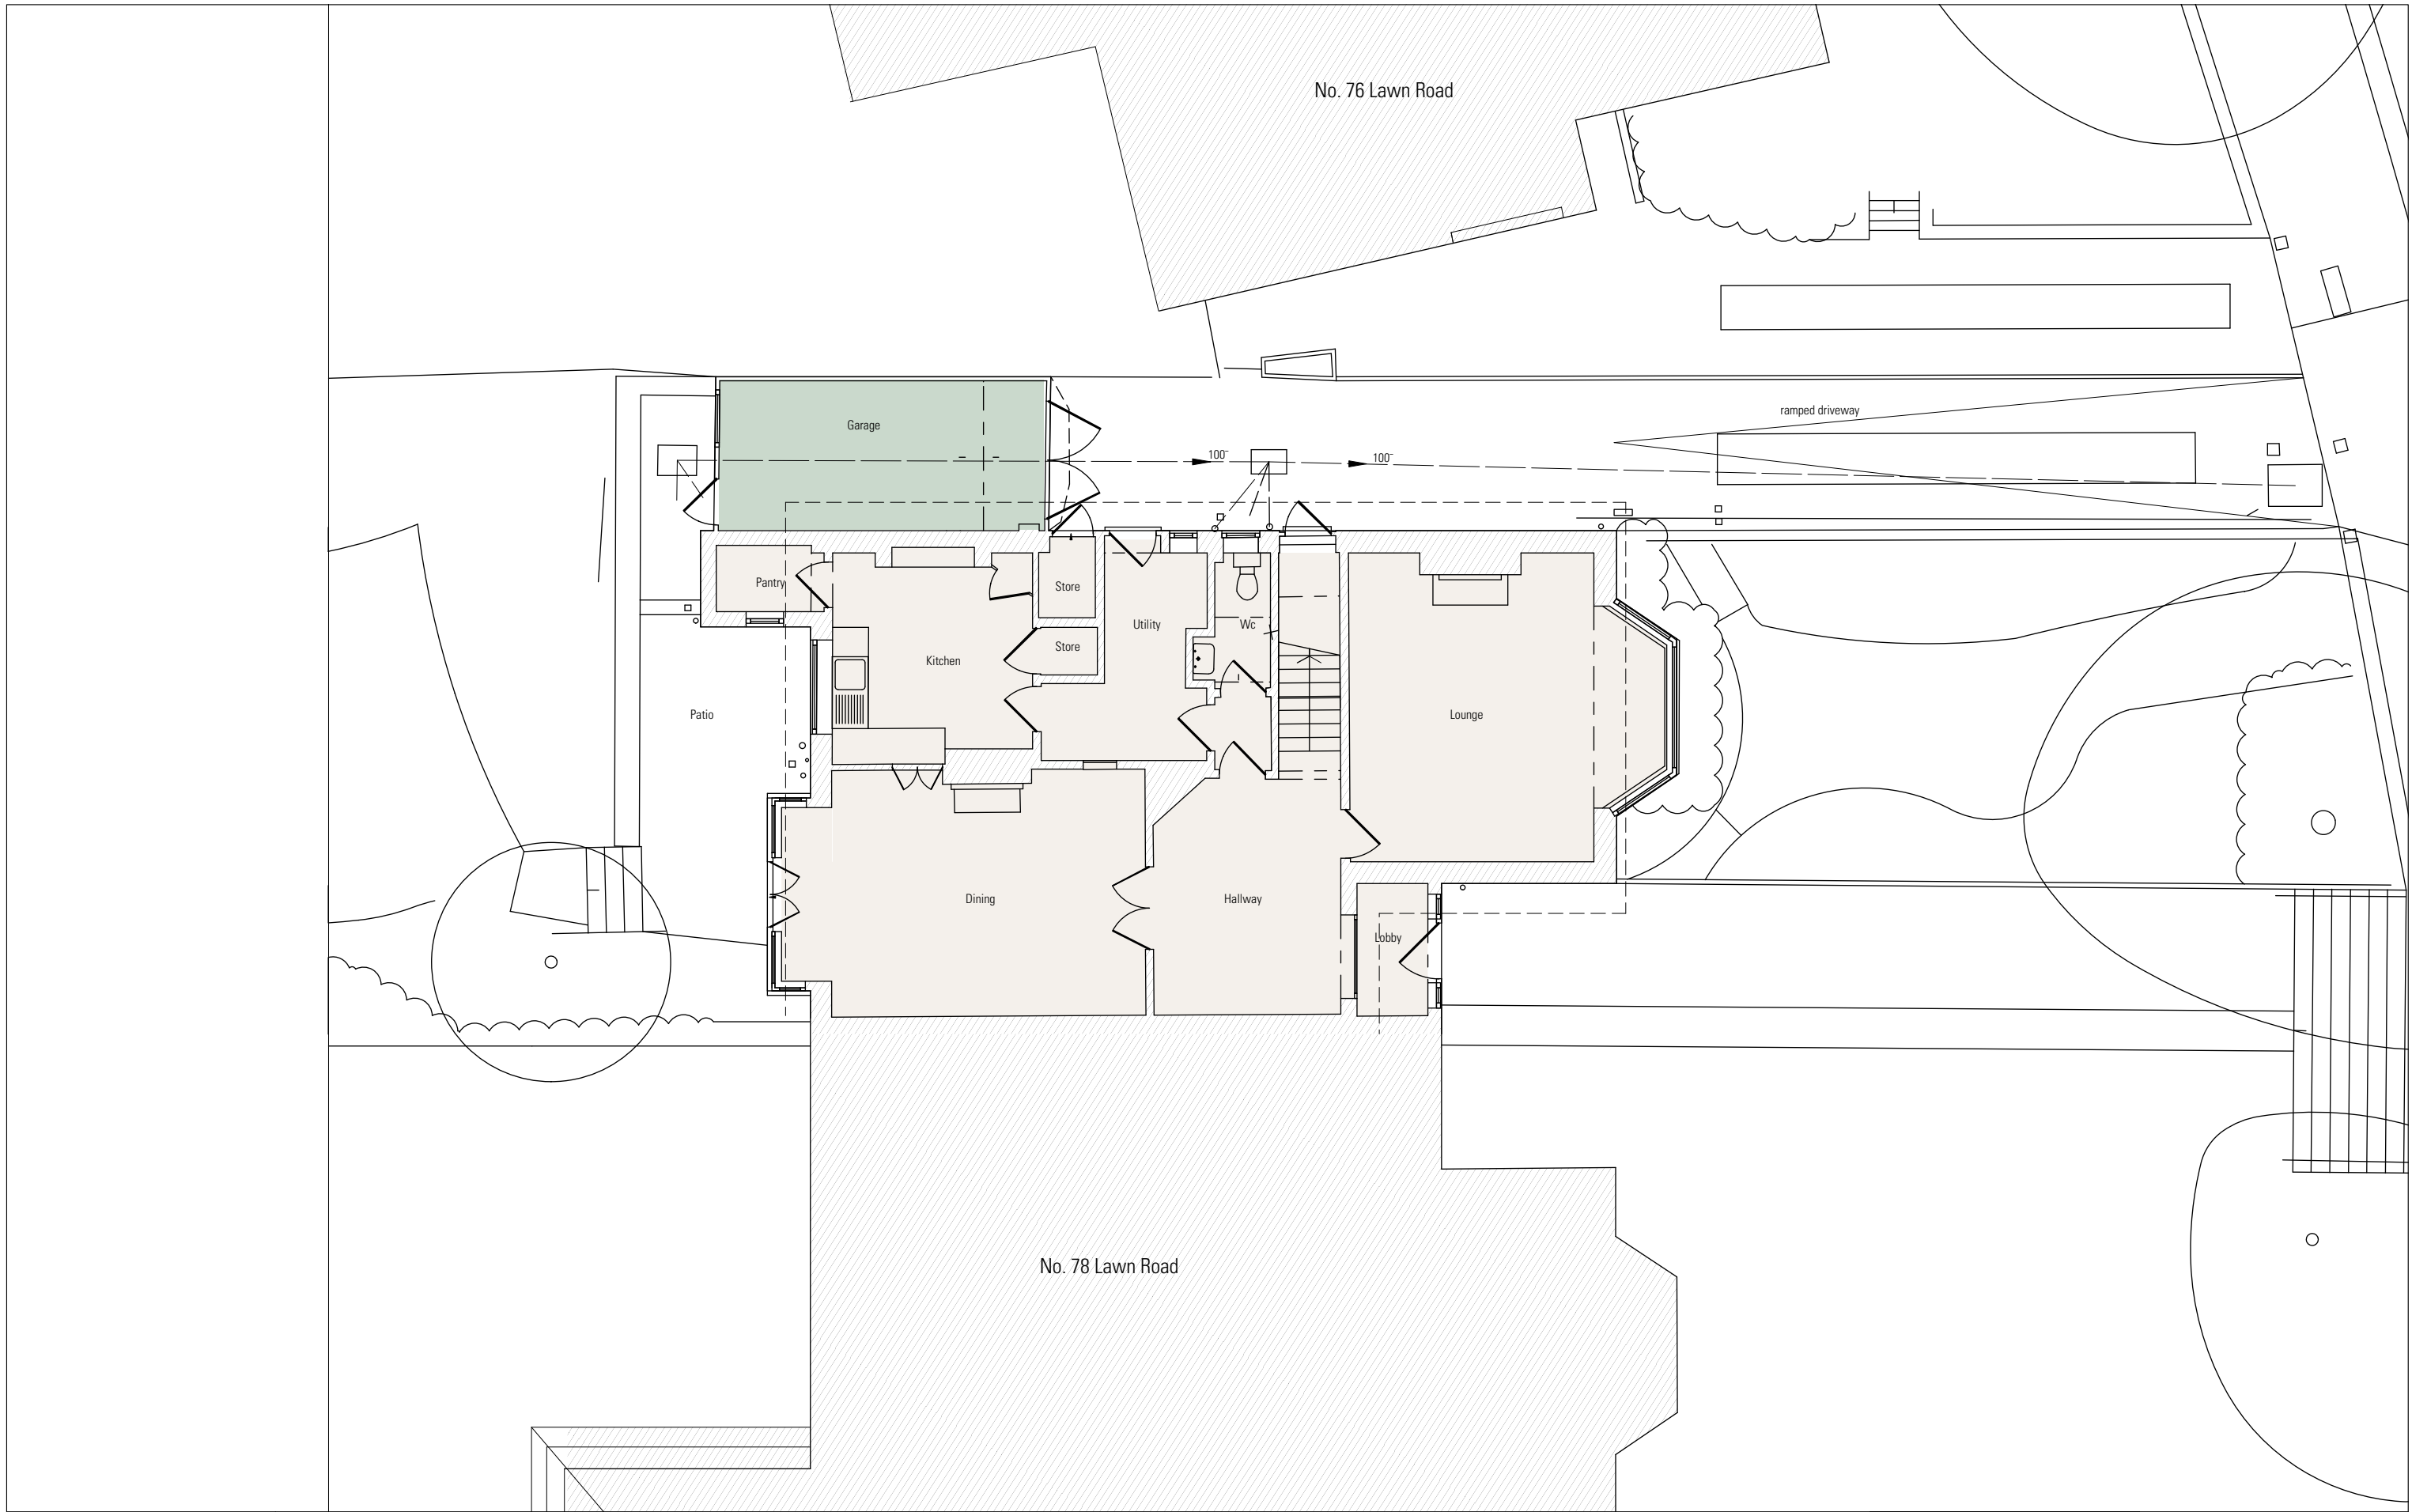 No. 76 Lawn Road
ramped driveway
Garage
100¯
100¯
Pantry
Store
Utility
Wc
Store
Kitchen
Patio
Lounge
Dining
Hallway
Lobby
No. 78 Lawn Road